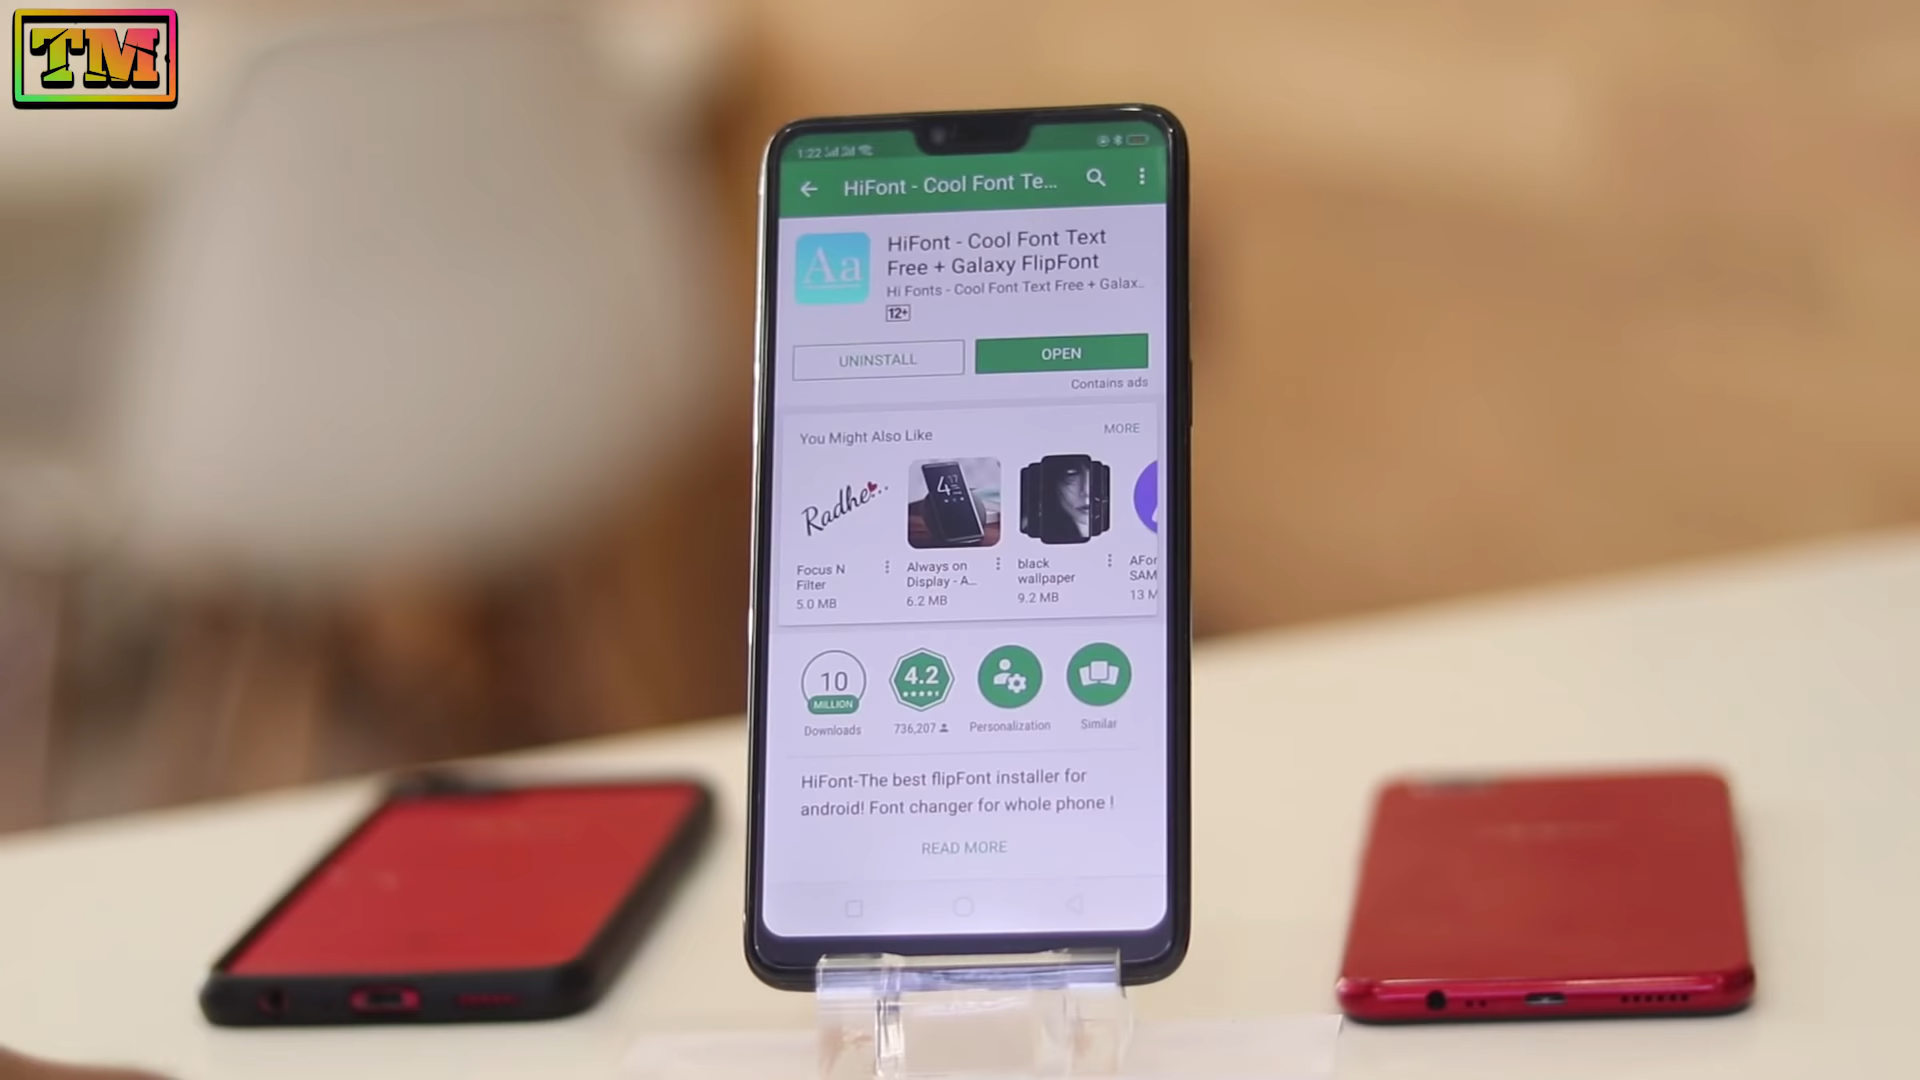 TM
1:22
HiFont - Cool Font Te...
HiFont - Cool Font Text
Free + Galaxy FlipFont
Hi Fonts - Cool Font Text Free + Galax..
12+
UNINSTALL
OPEN
Contains ads
You Might Also Like
MORE
Radhe...
Focus N
Filter
5.0 MB
Always on
Display - A...
6.2 MB
black
wallpaper
9.2 MB
AFon
SAM
13 M
10
MILLION
Downloads
4.2
736,207
Personalization
Similar
HiFont-The best flipFont installer for
android! Font changer for whole phone !
READ MORE